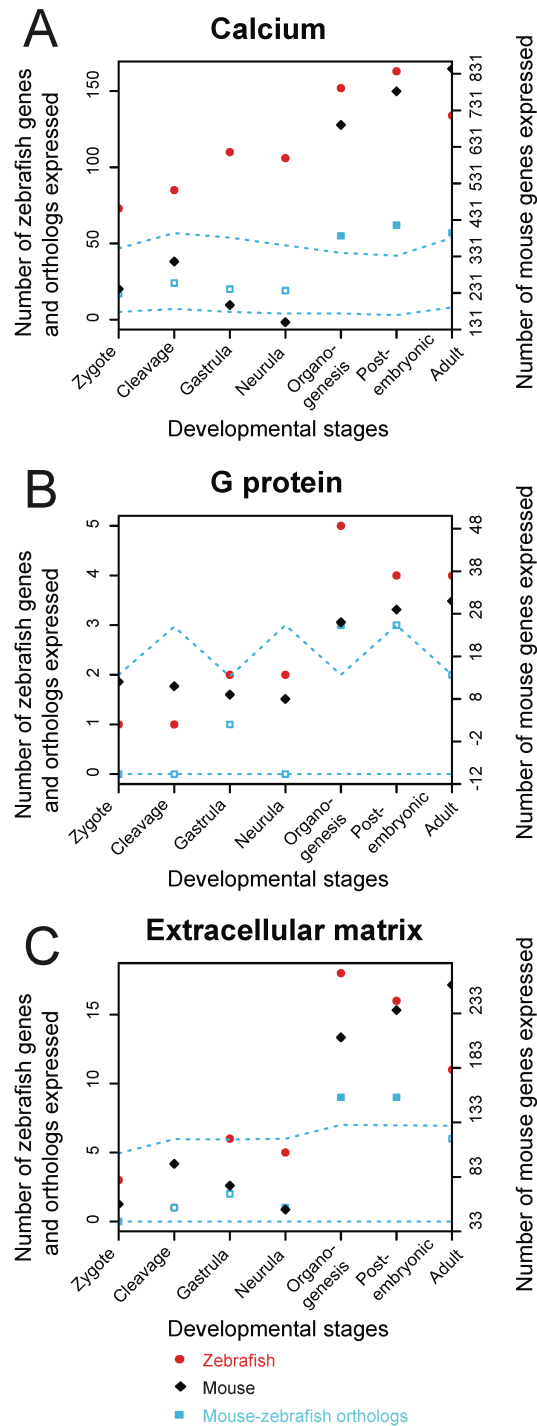 A
Calcium
Number of zebrafish genes
and orthologs expressed
150
100
50
0
831
731
631
531
431
331
231
131
Number of mouse genes expressed
Zygote
Cleavage
Gastrula
Neurula
Organo-
genesis
Post-
embryonic
Adult
Developmental stages
B
G protein
Number of zebrafish genes
and orthologs expressed
5
4
3
2
1
0
48
38
28
18
8
-2
-12
Number of mouse genes expressed
Zygote
Cleavage
Gastrula
Neurula
Organo-
genesis
Post-
embryonic
Adult
Developmental stages
C
Extracellular matrix
Number of zebrafish genes
and orthologs expressed
15
10
5
0
233
183
133
83
33
Number of mouse genes expressed
Zygote
Cleavage
Gastrula
Neurula
Organo-
genesis
Post-
embryonic
Adult
Developmental stages
Zebrafish
Mouse
Mouse-zebrafish orthologs